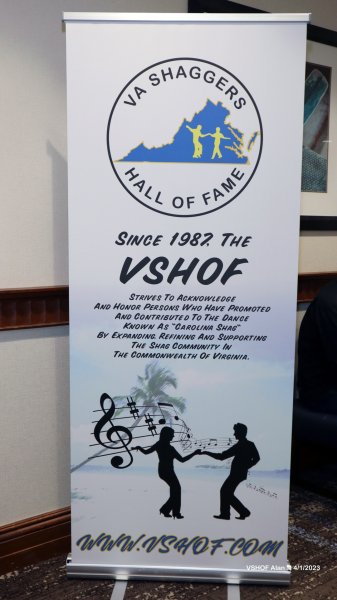 VA SHAGGERS
HALL OF FAME
SINCE 1987, THE
VSHOF
STRIVES TO ACKNOWLEDGE
AND HONOR PERSONS WHO HAVE PROMOTED
AND CONTRIBUTED TO THE DANCE
KNOWN AS "CAROLINA SHAG"
BY EXPANDING, REFINING AND SUPPORTING
THE SHAG COMMUNITY IN
THE COMMONWEALTH OF VIRGINIA.
WWW.VSHOF.COM
VSHOF Alan 4/1/2023